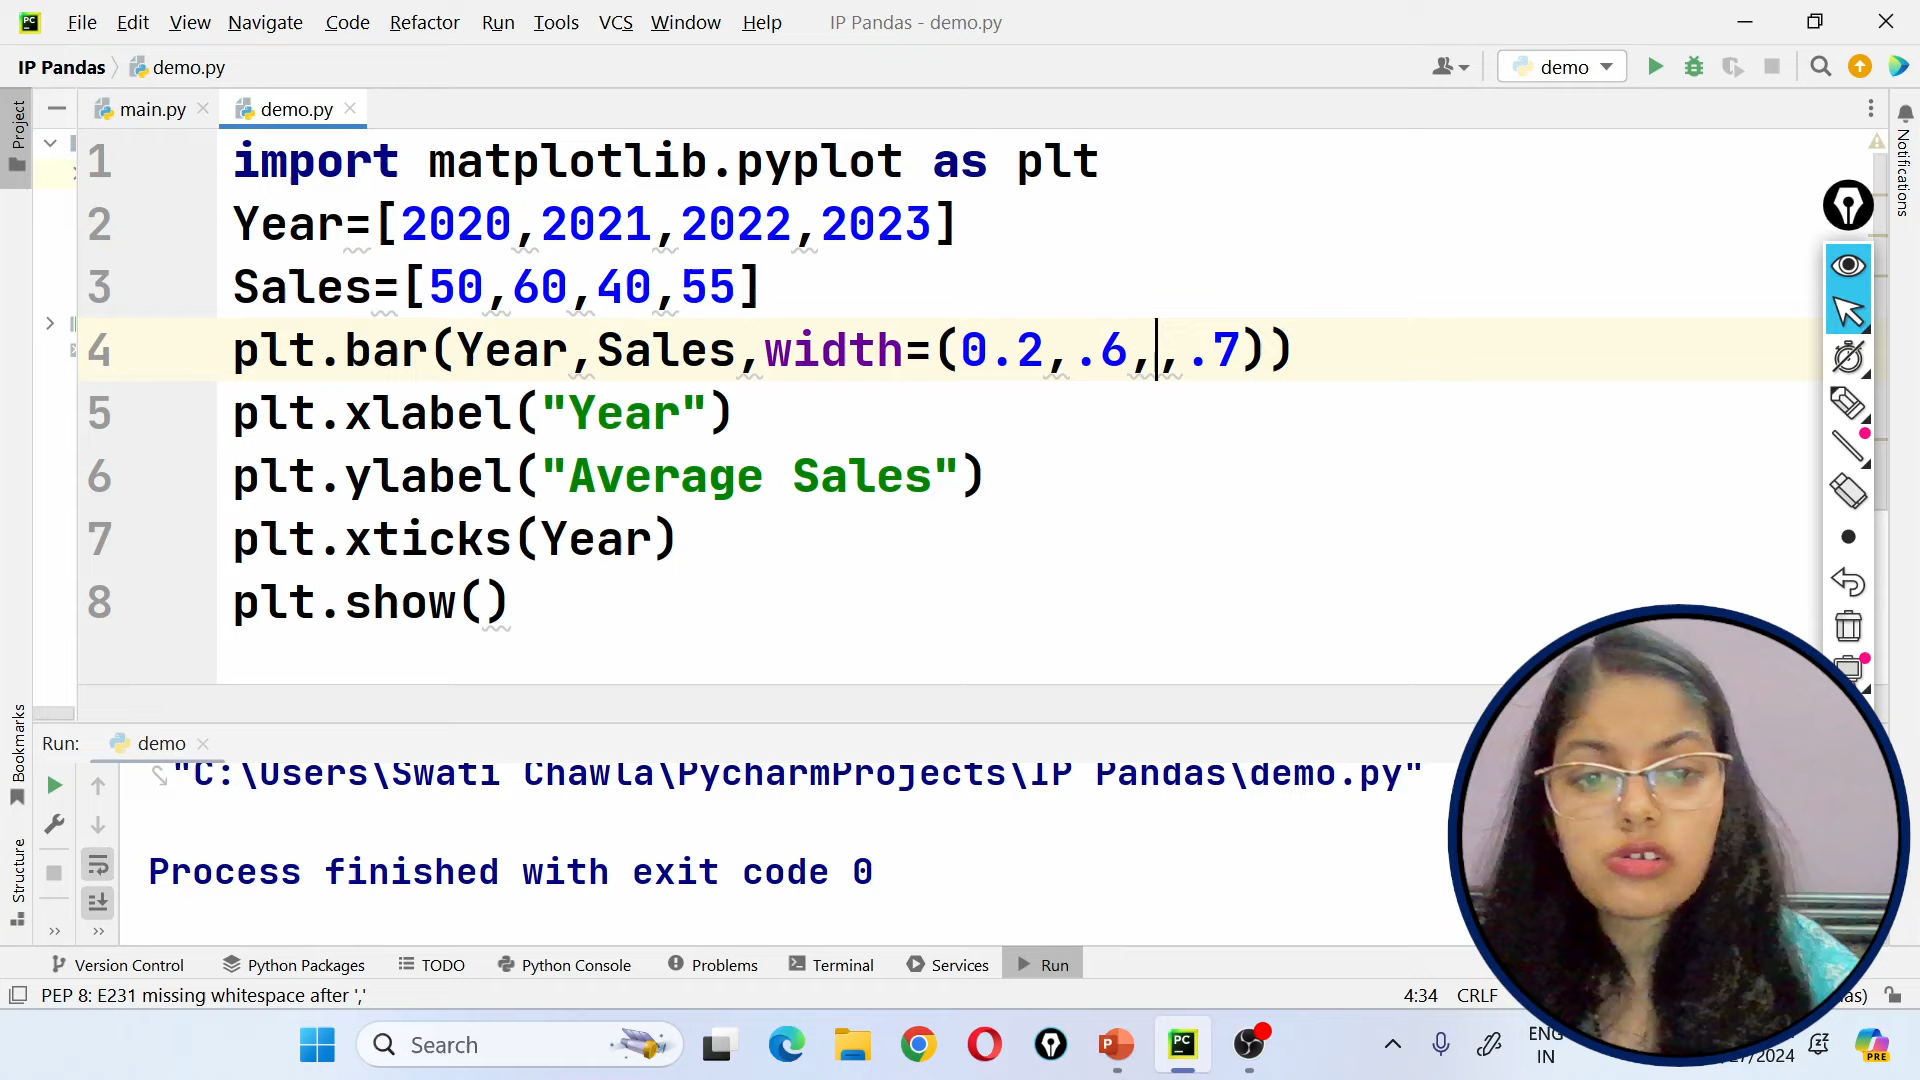 File Edit View Navigate Code Refactor Run Tools VCS Window Help IP Pandas - demo.py
IP Pandas demo.py demo
Project
main.py demo.py
Notifications
1 import matplotlib.pyplot as plt
2 Year=[2020,2021,2022,2023]
3 Sales=[50,60,40,55]
4 plt.bar(Year,Sales,width=(0.2,.6,,.7))
5 plt.xlabel("Year")
6 plt.ylabel("Average Sales")
7 plt.xticks(Year)
8 plt.show()
Bookmarks
Structure
Run: demo
"C:\Users\Swati Chawla\PycharmProjects\IP Pandas\demo.py"
Process finished with exit code 0
Version Control Python Packages TODO Python Console Problems Terminal Services Run
PEP 8: E231 missing whitespace after ',' 4:34 CRLF
Search
ENG
IN
PRE